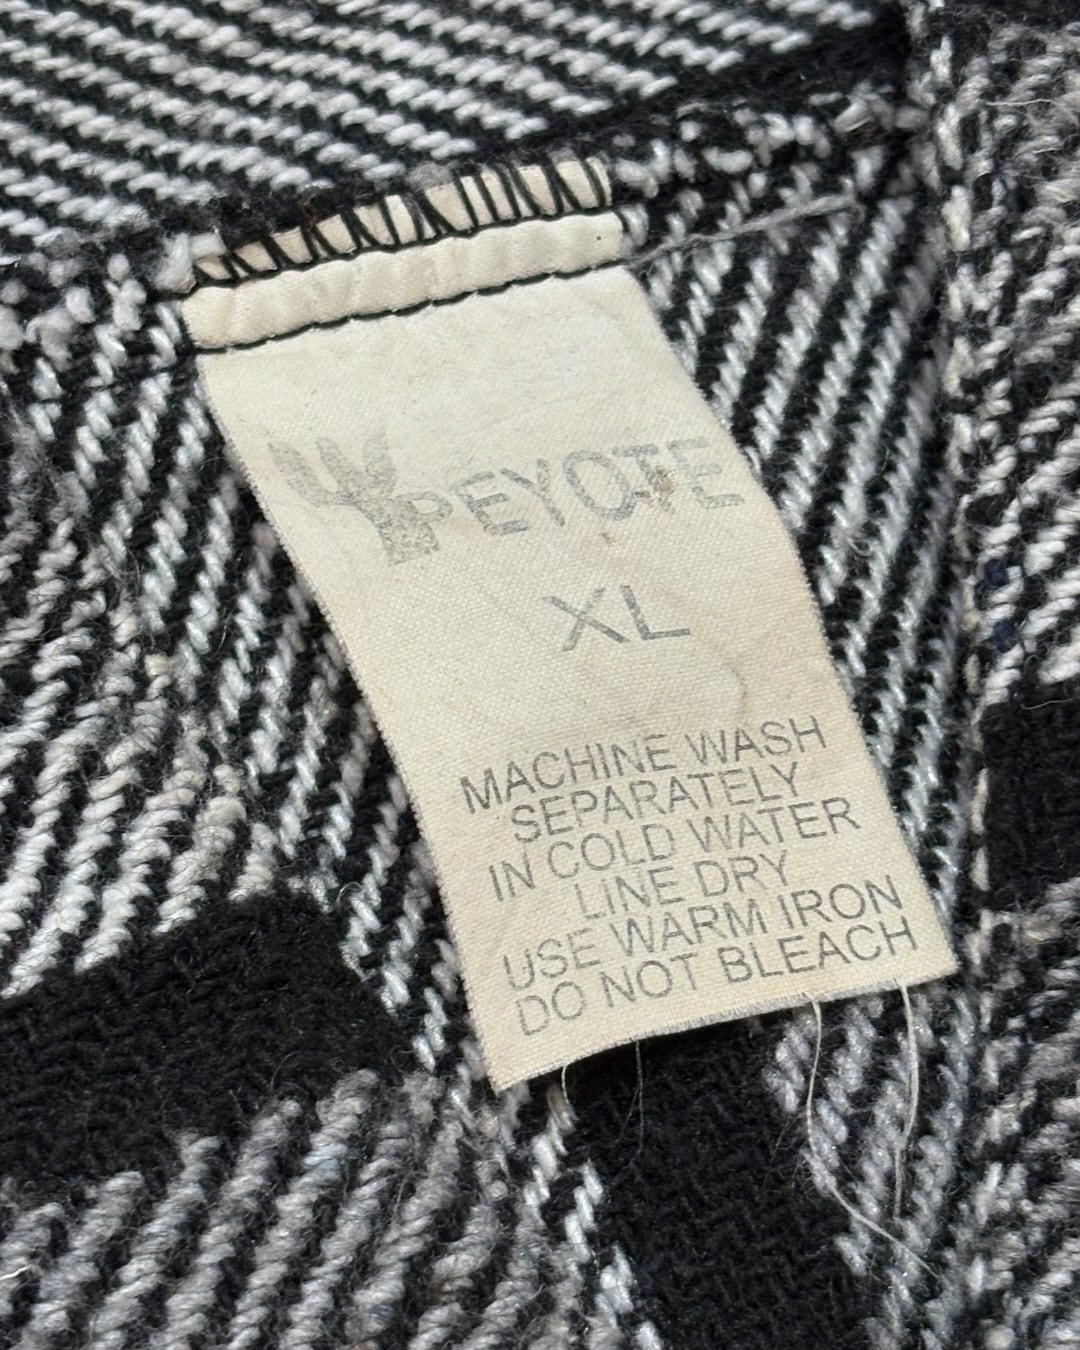 PEYOTE
XL
MACHINE WASH
SEPARATELY
IN COLD WATER
LINE DRY
USE WARM IRON
DO NOT BLEACH